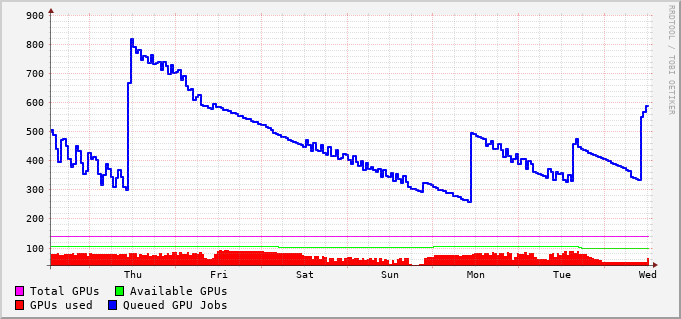 RRDTOOL / TOBI OETIKER
900
800
700
600
500
400
300
200
100
Thu Fri Sat Sun Mon Tue Wed
Total GPUs Available GPUs
GPUs used Queued GPU Jobs